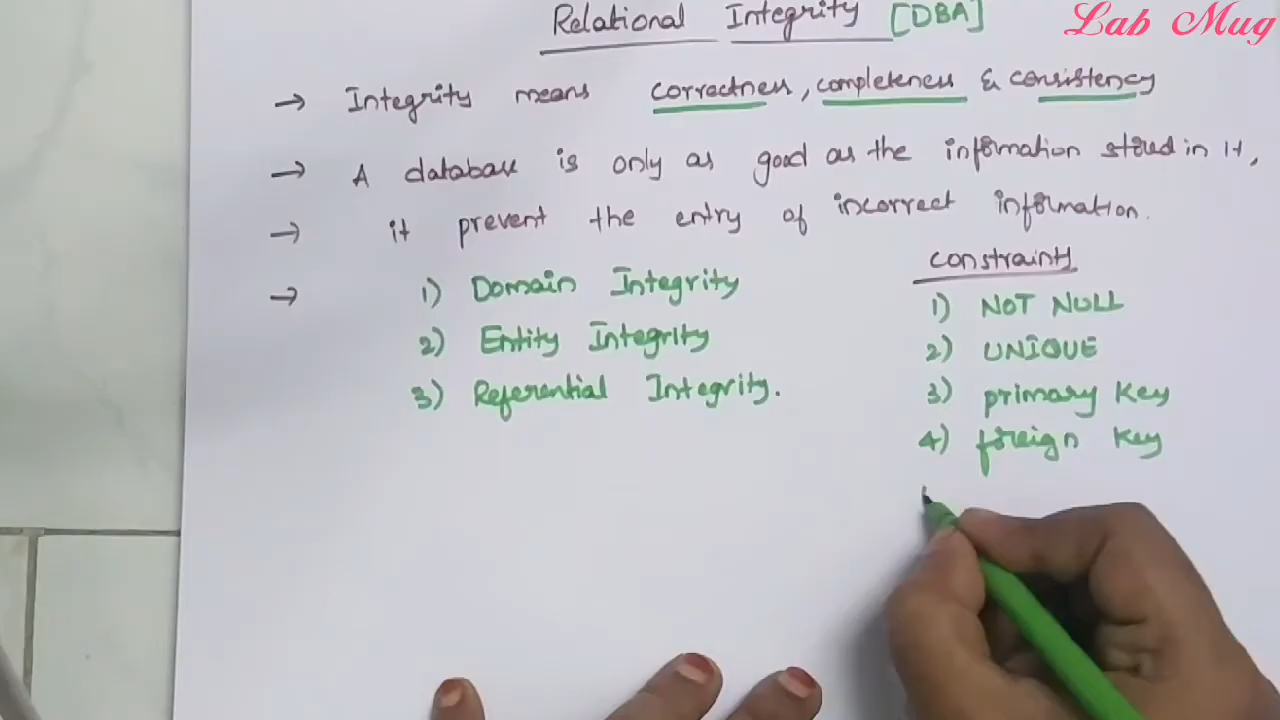 Relational Integrity [DBA]
Lab Mug
→ Integrity means correctness, completeness & consistency
→ A database is only as good as the information stored in it,
→ it prevent the entry of incorrect information.
→ 1) Domain Integrity
2) Entity Integrity
3) Referential Integrity.
constraints
1) NOT NULL
2) UNIQUE
3) primary key
4) foreign key